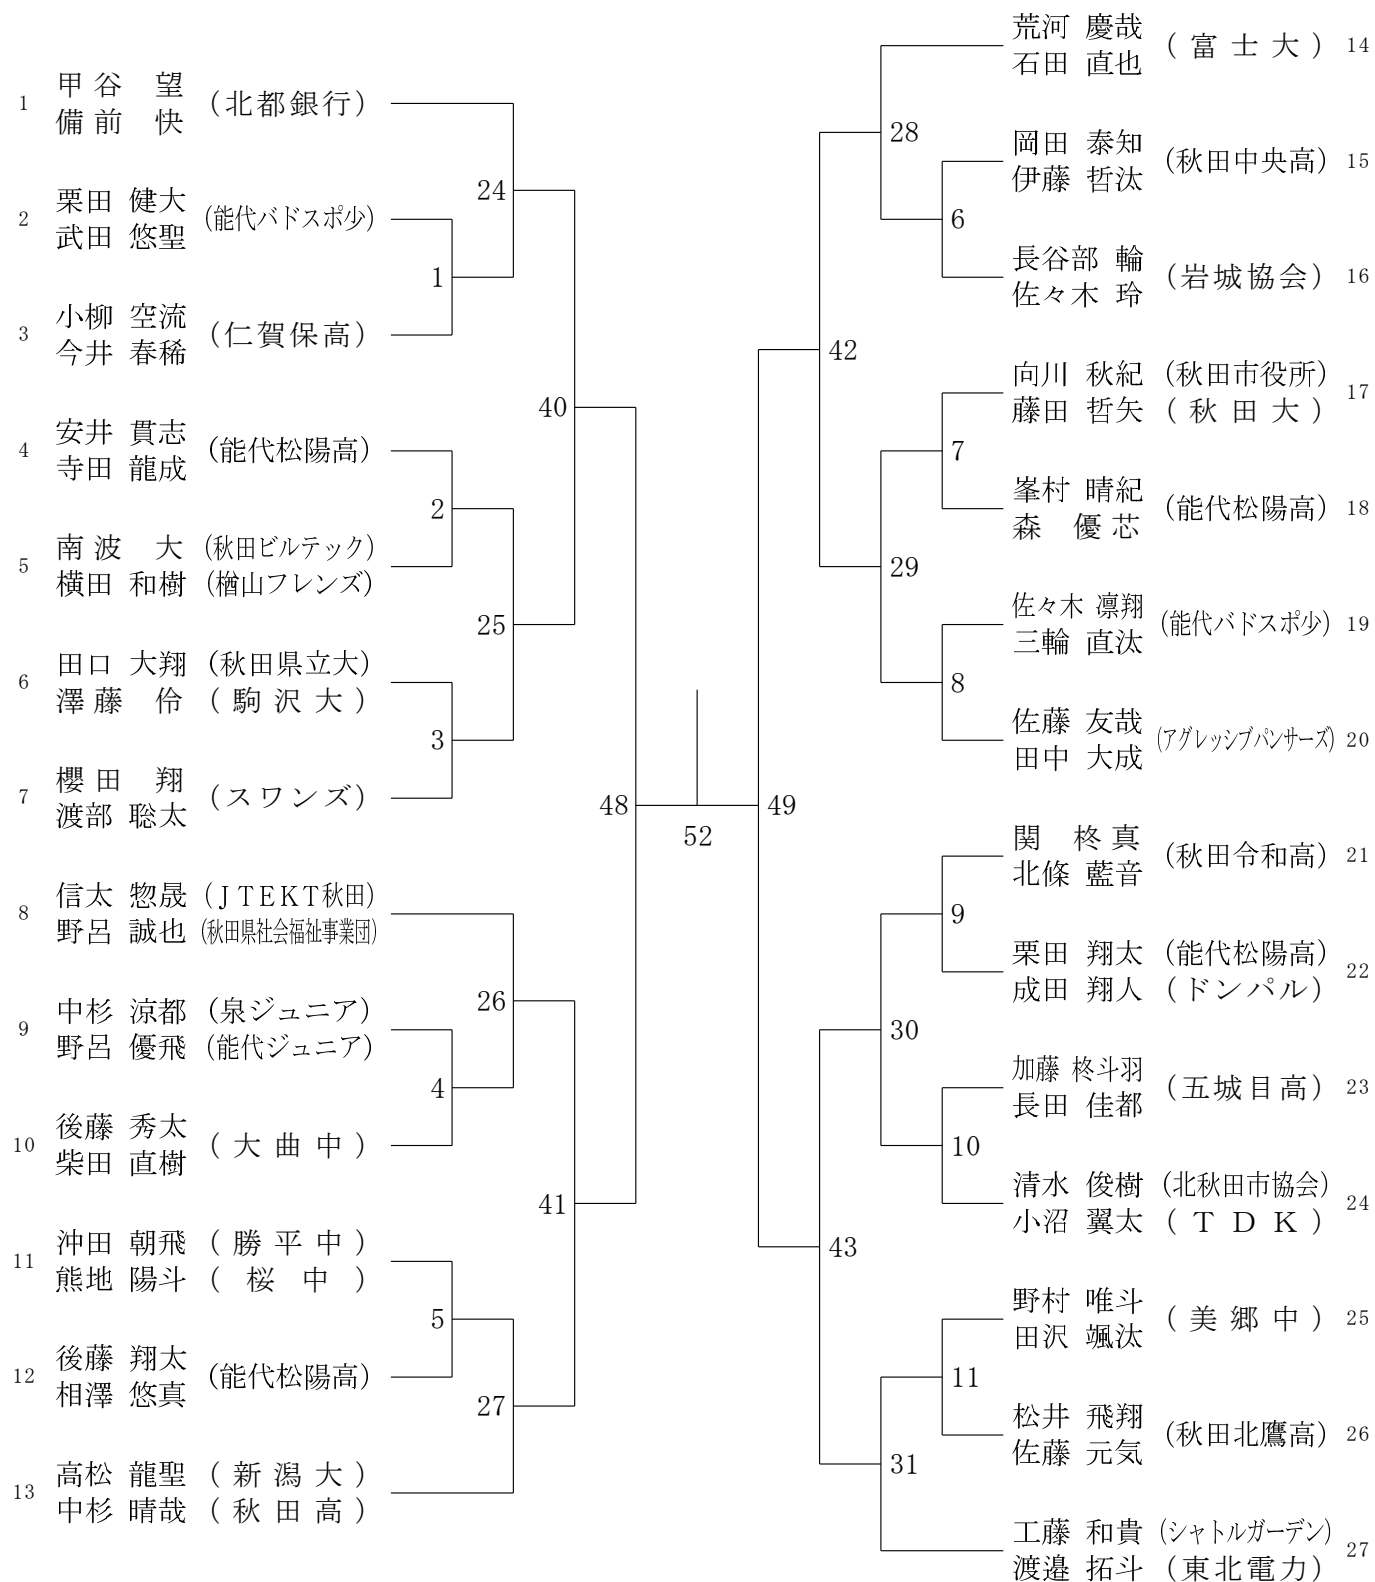 1 甲谷 望 (北都銀行)
備前 快
2 栗田 健大 (能代バドスポ少)
武田 悠聖
3 小柳 空流 (仁賀保高)
今井 春稀
4 安井 貫志 (能代松陽高)
寺田 龍成
5 南波 大 (秋田ビルテック)
横田 和樹 (楢山フレンズ)
6 田口 大翔 (秋田県立大)
澤藤 伶 (駒沢大)
7 櫻田 翔 (スワンズ)
渡部 聡太
8 信太 惣晟 (JTEKT秋田)
野呂 誠也 (秋田県社会福祉事業団)
9 中杉 涼都 (泉ジュニア)
野呂 優飛 (能代ジュニア)
10 後藤 秀太 (大曲中)
柴田 直樹
11 沖田 朝飛 (勝平中)
熊地 陽斗 (桜中)
12 後藤 翔太 (能代松陽高)
相澤 悠真
13 高松 龍聖 (新潟大)
中杉 晴哉 (秋田高)
24
1
40
2
25
3
48
26
4
41
5
27
52
49
28
6
42
7
29
8
9
30
10
43
11
31
荒河 慶哉 (富士大) 14
石田 直也
岡田 泰知 (秋田中央高) 15
伊藤 哲汰
長谷部 輪 (岩城協会) 16
佐々木 玲
向川 秋紀 (秋田市役所) 17
藤田 哲矢 (秋田大)
峯村 晴紀 (能代松陽高) 18
森 優芯
佐々木 凛翔 (能代バドスポ少) 19
三輪 直汰
佐藤 友哉 (アグレッシブパンサーズ) 20
田中 大成
関 柊真 (秋田令和高) 21
北條 藍音
栗田 翔太 (能代松陽高) 22
成田 翔人 (ドンパル)
加藤 柊斗羽 (五城目高) 23
長田 佳都
清水 俊樹 (北秋田市協会) 24
小沼 翼太 (TDK)
野村 唯斗 (美郷中) 25
田沢 颯汰
松井 飛翔 (秋田北鷹高) 26
佐藤 元気
工藤 和貴 (シャトルガーデン) 27
渡邉 拓斗 (東北電力)